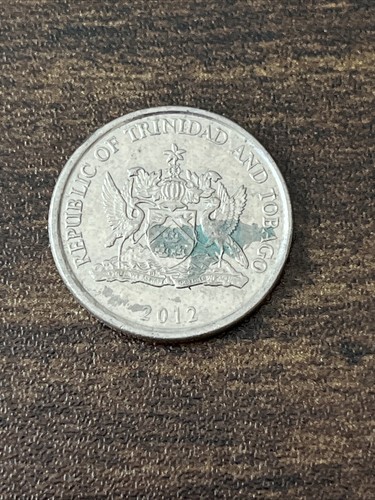 REPUBLIC OF TRINIDAD AND TOBAGO
2012